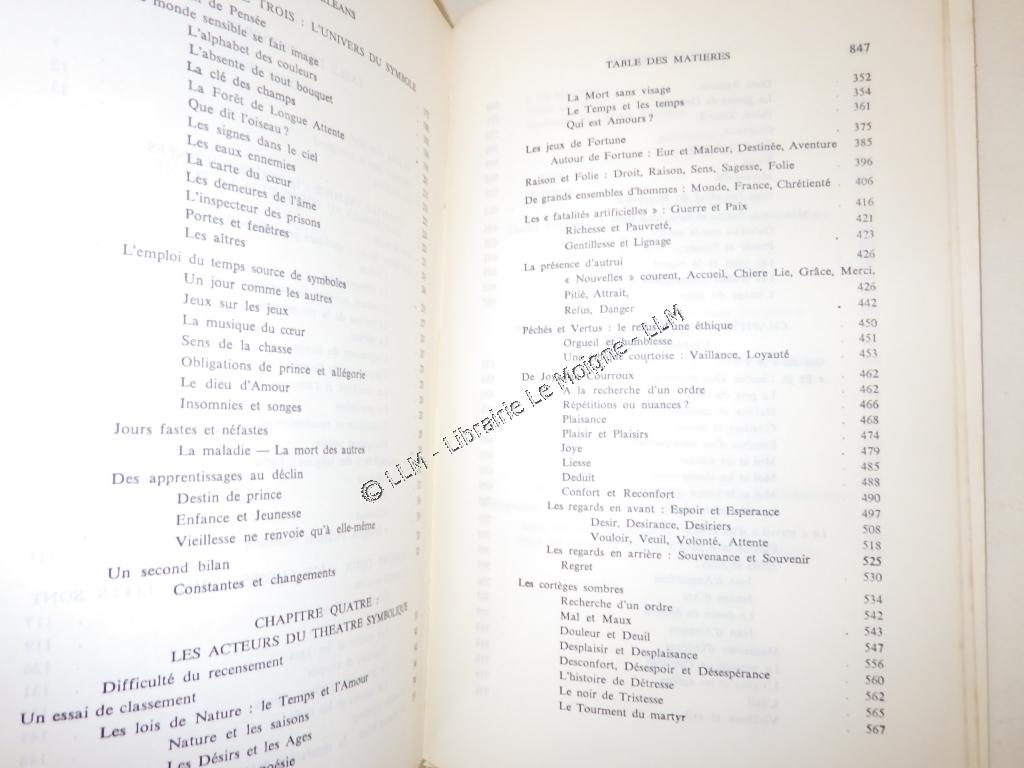 TROIS : L'UNIVERS DU SYMBOLE
de Pensée
monde sensible se fait image
L'alphabet des couleurs
L'absente de tout bouquet
La clé des champs
La Forêt de Longue Attente
Que dit l'oiseau ?
Les signes dans le ciel
Les eaux ennemies
La carte du cœur
Les demeures de l'âme
L'inspecteur des prisons
Portes et fenêtres
Les aîtres
L'emploi du temps source de symboles
Un jour comme les autres
Jeux sur les jeux
La musique du cœur
Sens de la chasse
Obligations de prince et allégorie
Le dieu d'Amour
Insomnies et songes
Jours fastes et néfastes
La maladie — La mort des autres
Des apprentissages au déclin
Destin de prince
Enfance et Jeunesse
Vieillesse ne renvoie qu'à elle-même
Un second bilan
Constantes et changements
CHAPITRE QUATRE :
LES ACTEURS DU THEATRE SYMBOLIQUE
Difficulté du recensement
Un essai de classement
Les lois de Nature : le Temps et l'Amour
Nature et les saisons
Les Désirs et les Ages
TABLE DES MATIERES 847
La Mort sans visage 352
Le Temps et les temps 354
Qui est Amours ? 361
Les jeux de Fortune 375
Autour de Fortune : Eur et Maleur, Destinée, Aventure 385
Raison et Folie : Droit, Raison, Sens, Sagesse, Folie 396
De grands ensembles d'hommes : Monde, France, Chrétienté 406
Les « fatalités artificielles » : Guerre et Paix 416
Richesse et Pauvreté, 421
Gentillesse et Lignage 423
La présence d'autrui 426
« Nouvelles » courent, Accueil, Chiere Lie, Grâce, Merci,
Pitié, Attrait, 426
Refus, Danger 442
Péchés et Vertus : le refus d'une éthique 450
Orgueil et humblesse 451
courtoise : Vaillance, Loyauté 453
De Joye à Courroux 462
A la recherche d'un ordre 462
Répétitions ou nuances ? 466
Plaisance 468
Plaisir et Plaisirs 474
Joye 479
Liesse 485
Deduit 488
Confort et Reconfort 490
Les regards en avant : Espoir et Esperance 497
Desir, Desirance, Desiriers 508
Vouloir, Veuil, Volonté, Attente 518
Les regards en arrière : Souvenance et Souvenir 525
Regret 530
Les cortèges sombres 534
Recherche d'un ordre 542
Mal et Maux 543
Douleur et Deuil 547
Desplaisir et Desplaisance 556
Desconfort, Désespoir et Désespérance 560
L'histoire de Détresse 562
Le noir de Tristesse 565
Le Tourment du martyr 567
© LLM - Librairie Le Moigne - LLM